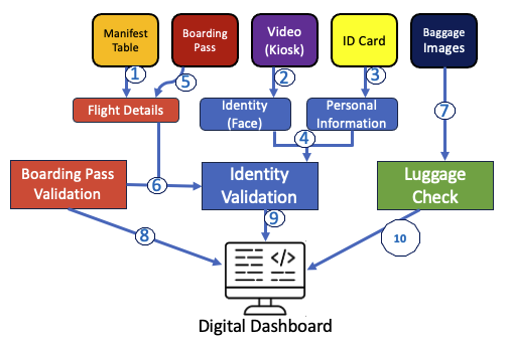 Manifest
Table
Boarding
Pass
Video
(Kiosk)
ID Card
Baggage
Images
1
5
2
3
Flight Details
Identity
(Face)
Personal
Information
7
4
Boarding Pass
Validation
6
Identity
Validation
Luggage
Check
9
8
10
</>
Digital Dashboard